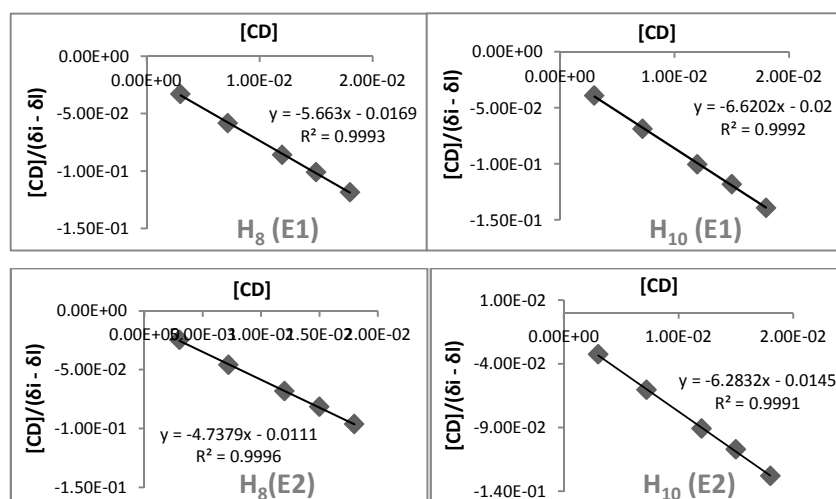 [CD]
0.00E+00
0.00E+00 1.00E-02 2.00E-02
-5.00E-02
-1.00E-01
-1.50E-01
[CD]/(δi - δl)
y = -5.663x - 0.0169
R² = 0.9993
H₈ (E1)
[CD]
0.00E+00
0.00E+00 1.00E-02 2.00E-02
-5.00E-02
-1.00E-01
-1.50E-01
[CD]/(δi - δl)
y = -6.6202x - 0.02
R² = 0.9992
H₁₀ (E1)
[CD]
0.00E+00
0.00E+00 5.00E-03 1.00E-02 1.50E-02 2.00E-02
-5.00E-02
-1.00E-01
-1.50E-01
[CD]/(δi - δl)
y = -4.7379x - 0.0111
R² = 0.9996
H₈(E2)
[CD]
1.00E-02
0.00E+00 1.00E-02 2.00E-02
-4.00E-02
-9.00E-02
-1.40E-01
[CD]/(δi - δl)
y = -6.2832x - 0.0145
R² = 0.9991
H₁₀ (E2)